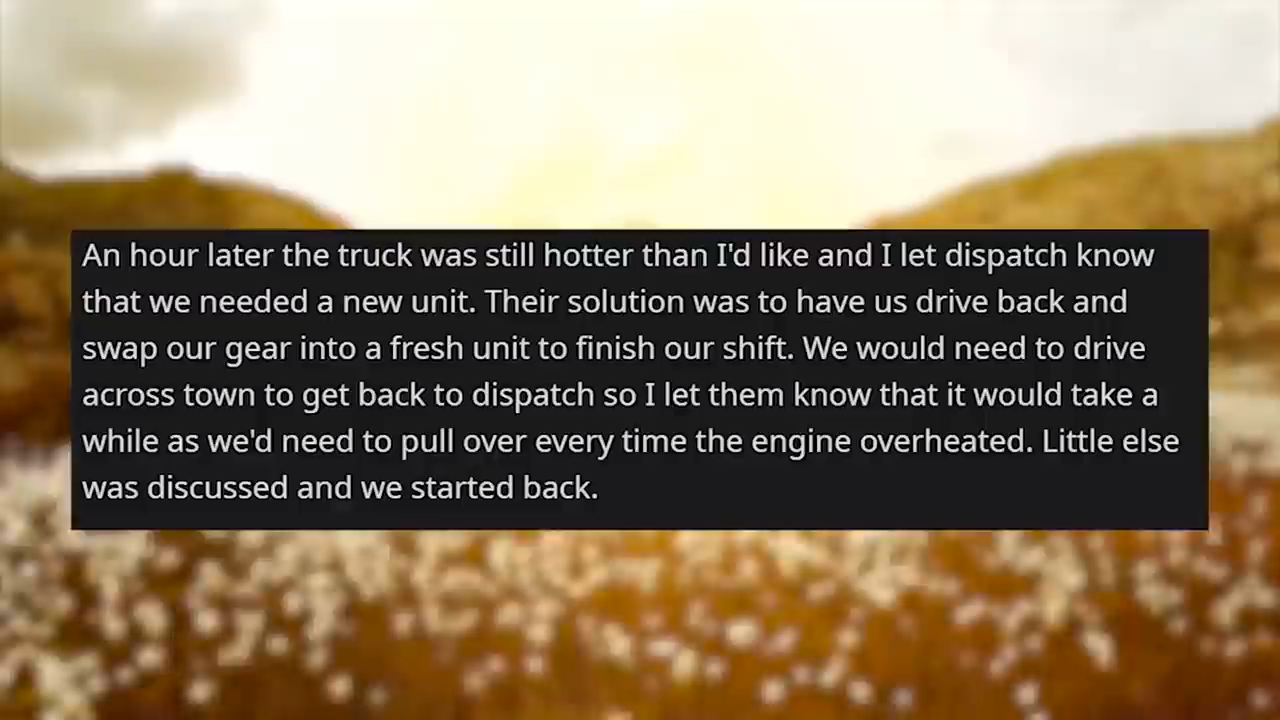 An hour later the truck was still hotter than I'd like and I let dispatch know
that we needed a new unit. Their solution was to have us drive back and
swap our gear into a fresh unit to finish our shift. We would need to drive
across town to get back to dispatch so I let them know that it would take a
while as we'd need to pull over every time the engine overheated. Little else
was discussed and we started back.